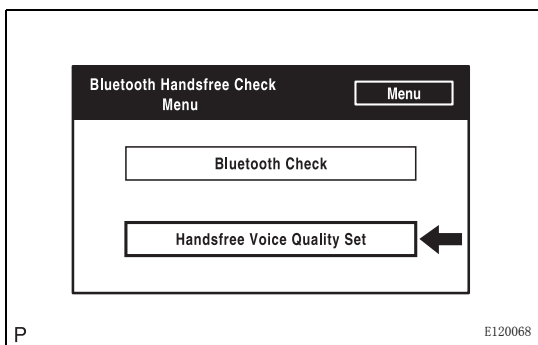 Bluetooth Handsfree Check
Menu
Menu
Bluetooth Check
Handsfree Voice Quality Set
P
E120068